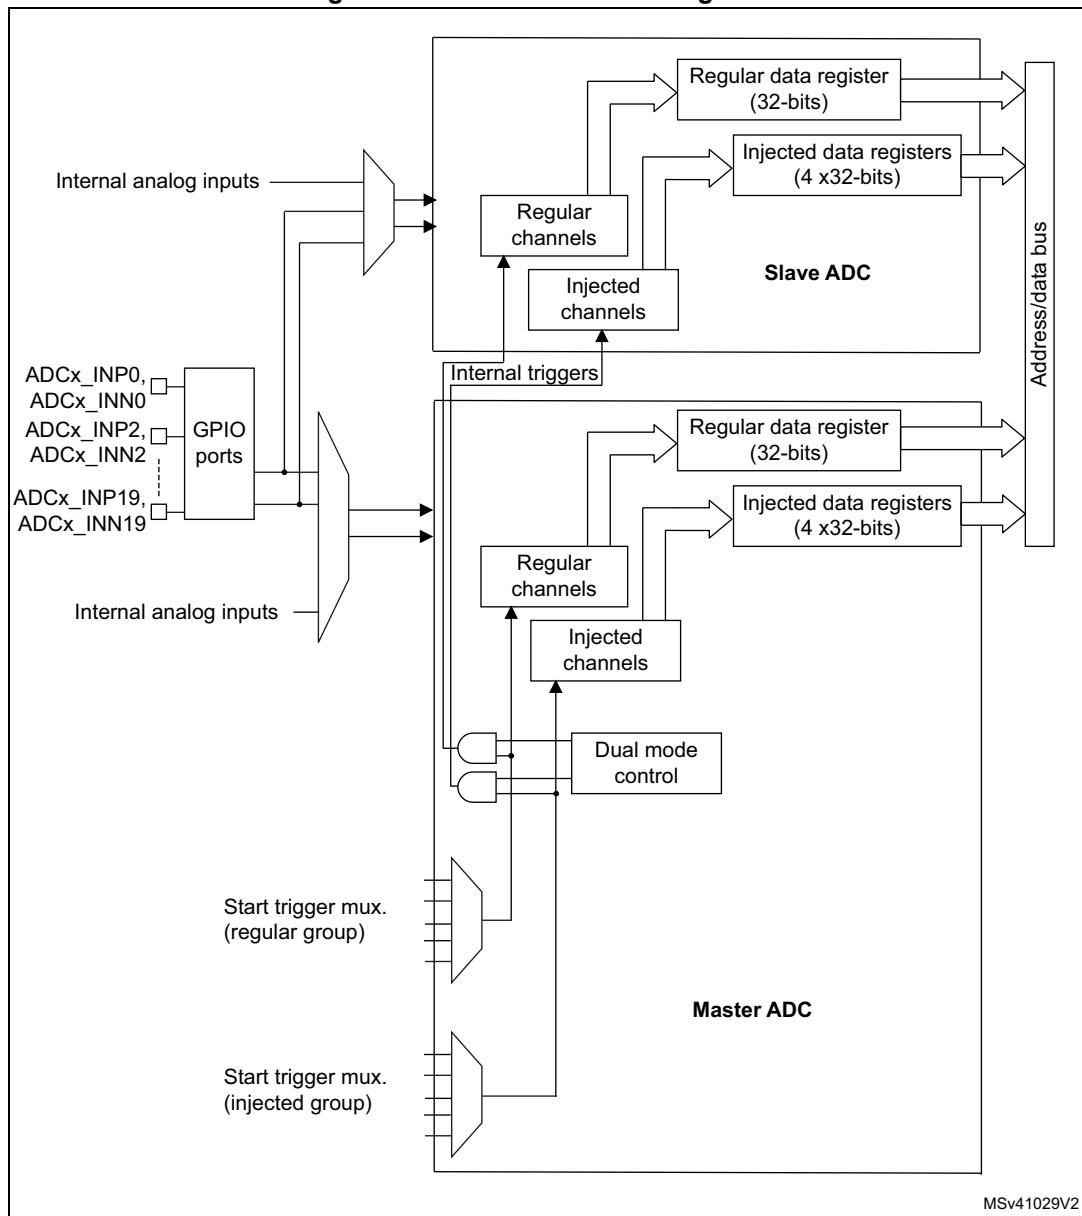 Regular data register
(32-bits)
Injected data registers
(4 x32-bits)
Internal analog inputs
Regular
channels
Slave ADC
Injected
channels
Address/data bus
Internal triggers
ADCx_INP0,
ADCx_INN0
ADCx_INP2,
ADCx_INN2
ADCx_INP19,
ADCx_INN19
GPIO
ports
Regular data register
(32-bits)
Injected data registers
(4 x32-bits)
Regular
channels
Internal analog inputs
Injected
channels
Dual mode
control
Start trigger mux.
(regular group)
Master ADC
Start trigger mux.
(injected group)
MSv41029V2